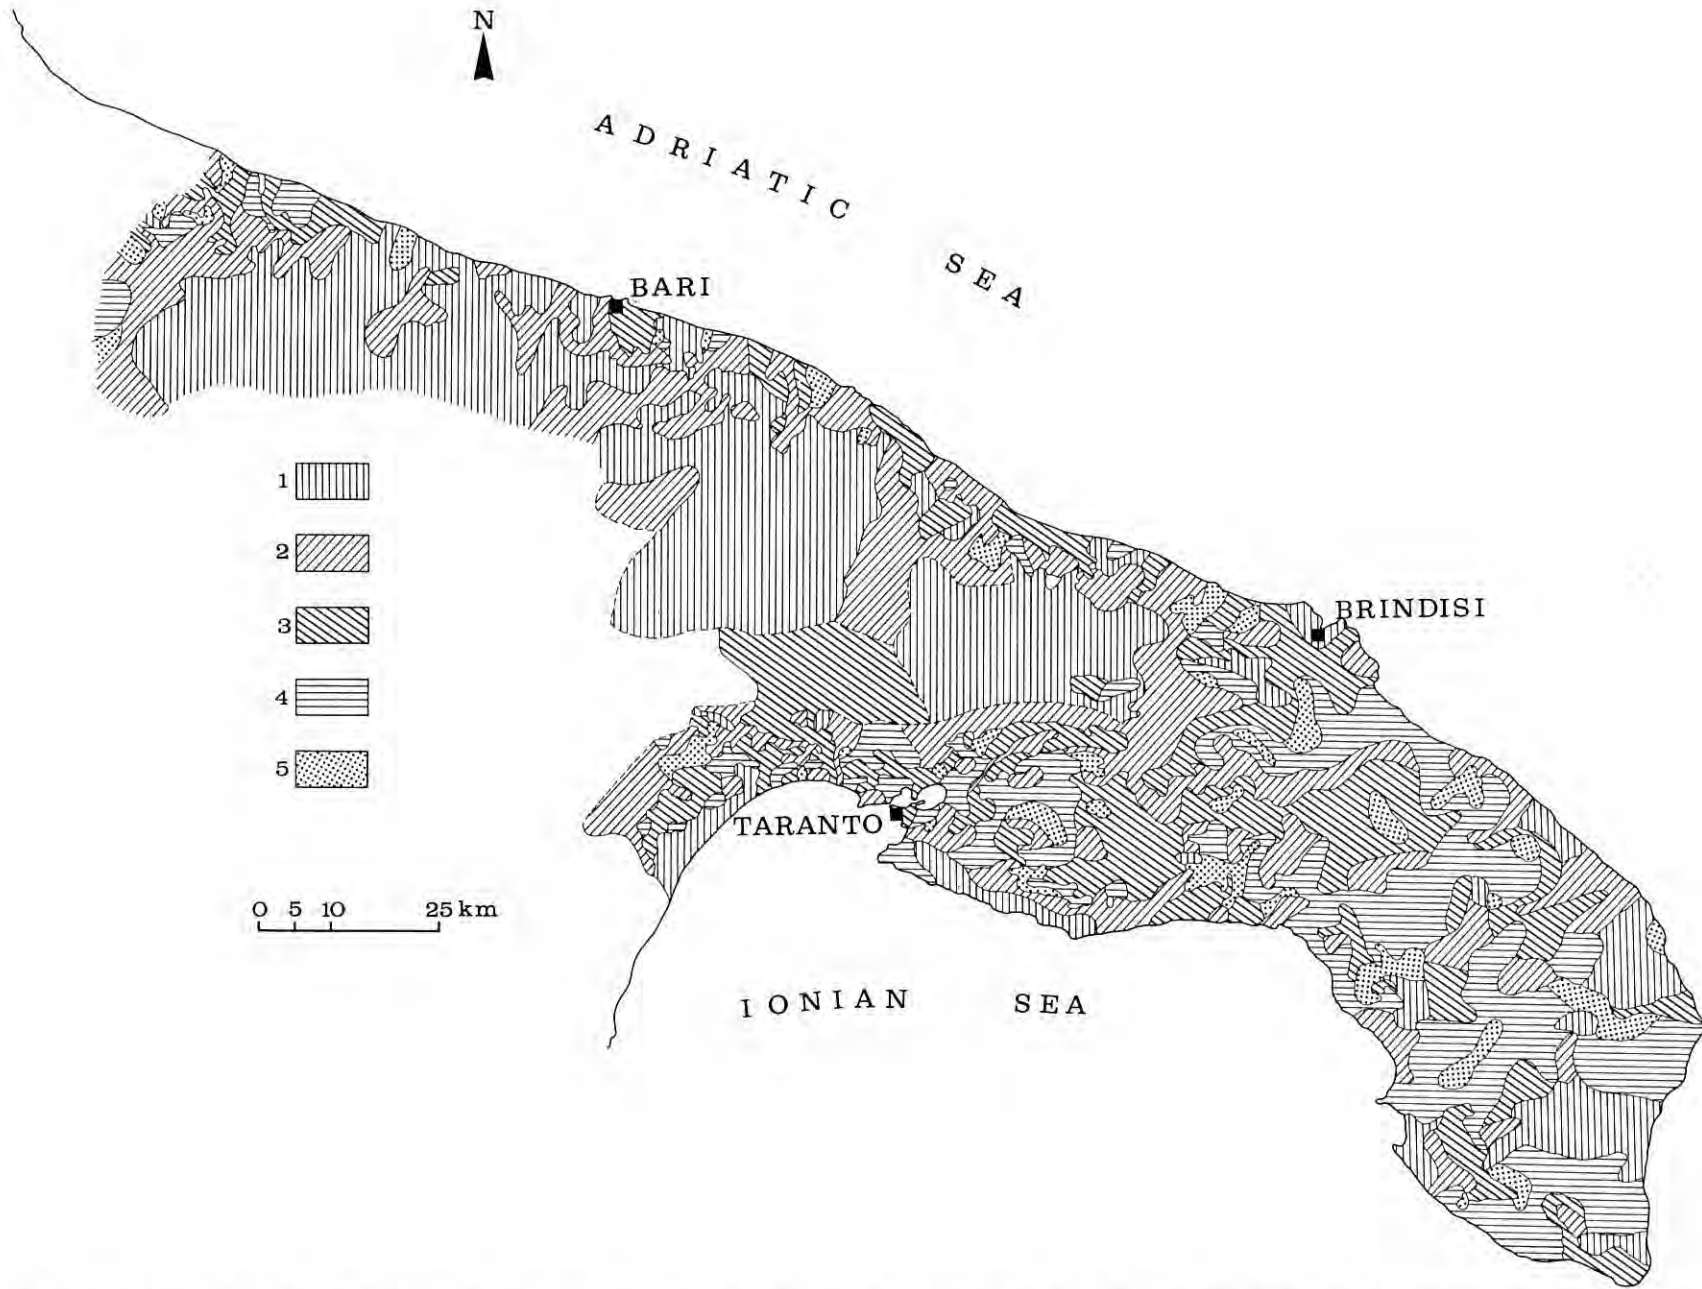 N
ADRIATIC
SEA
BARI
1
2
3
4
5
BRINDISI
TARANTO
0 5 10 25 km
IONIAN SEA